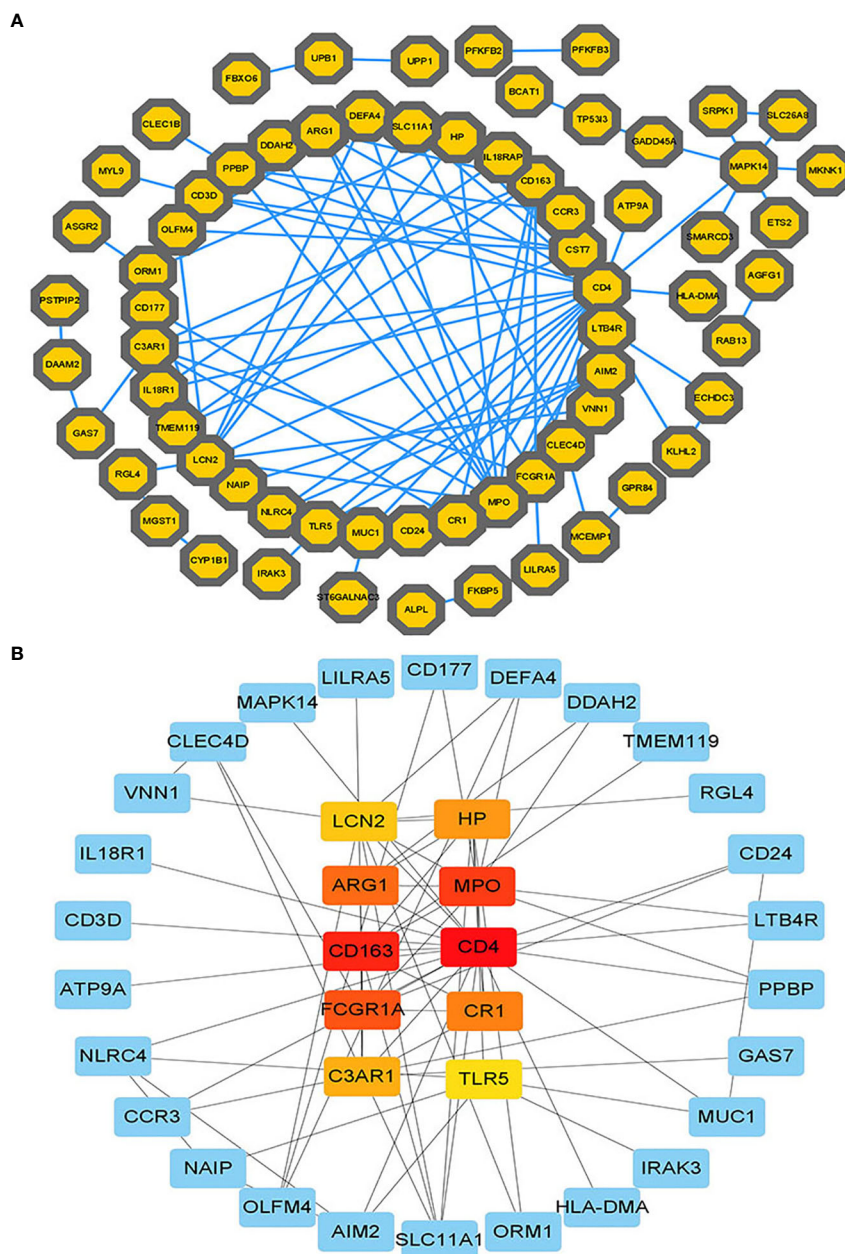 A
FBXO6
UPB1
UPP1
PFKFB2
PFKFB3
BCAT1
TP53I3
GADD45A
SRPK1
SLC26A8
MAPK14
MKNK1
ETS2
SMARCD3
CLEC1B
MYL9
ASGR2
PSTPIP2
DAAM2
GAS7
RGL4
MGST1
CYP1B1
IRAK3
ST6GALNAC3
ALPL
FKBP5
LILRA5
MCEMP1
GPR84
KLHL2
ECHDC3
RAB13
AGFG1
HLA-DMA
ATP9A
DEFA4
SLC11A1
HP
IL18RAP
CD163
CCR3
CST7
CD4
LTB4R
AIM2
VNN1
CLEC4D
FCGR1A
MPO
CR1
CD24
MUC1
TLR5
NLRC4
NAIP
LCN2
TMEM119
IL18R1
C3AR1
CD177
ORM1
OLFM4
CD3D
PPBP
DDAH2
ARG1
B
CD177
LILRA5
DEFA4
MAPK14
DDAH2
CLEC4D
TMEM119
VNN1
RGL4
LCN2
HP
IL18R1
CD24
ARG1
MPO
CD3D
LTB4R
CD163
CD4
ATP9A
PPBP
FCGR1A
CR1
NLRC4
GAS7
C3AR1
TLR5
CCR3
MUC1
NAIP
IRAK3
OLFM4
HLA-DMA
AIM2
SLC11A1
ORM1